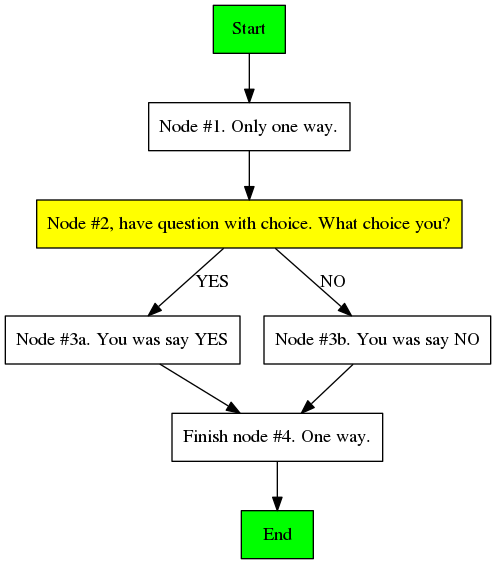 Start
Node #1. Only one way.
Node #2, have question with choice. What choice you?
YES
NO
Node #3a. You was say YES
Node #3b. You was say NO
Finish node #4. One way.
End